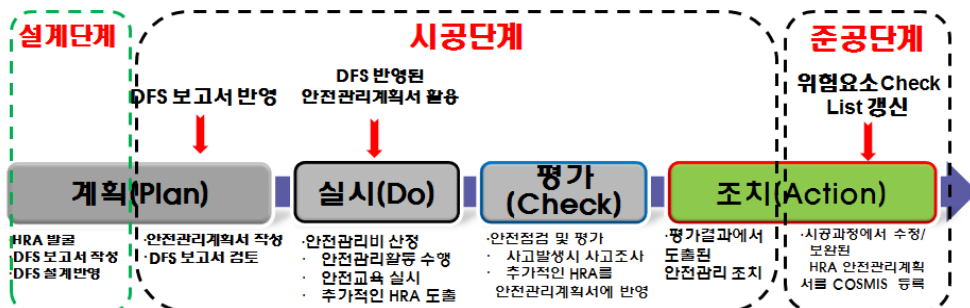 설계단계
시공단계
준공단계
DFS 보고서 반영
DFS 반영된
안전관리계획서 활용
위험요소 Check
List 갱신
계획(Plan)
실시(Do)
평가
(Check)
조치(Action)
·HRA 발굴
·DFS 보고서 작성
·DFS 설계반영
·안전관리계획서 작성
·DFS 보고서 검토
·안전관리비 산정
· 안전관리활동 수행
· 안전교육 실시
· 추가적인 HRA 도출
·안전점검 및 평가
· 사고발생시 사고조사
· 추가적인 HRA를
안전관리계획서에 반영
·평가결과에서
도출된
안전관리 조치
·시공과정에서 수정/
보완된
HRA 안전관리계획
서를 COSMIS 등록